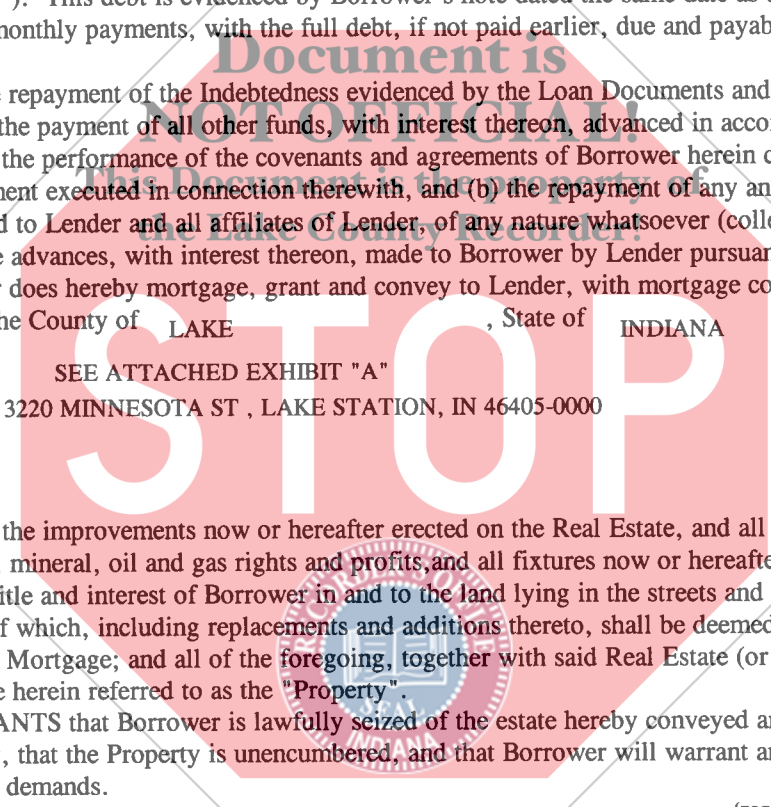 "). This debt is evidenced by Borrower's note dated the same date as
monthly payments, with the full debt, if not paid earlier, due and payab
Document is
repayment of the Indebtedness evidenced by the Loan Documents and
NOT OFFICIAL!
the payment of all other funds, with interest thereon, advanced in acco
the performance of the covenants and agreements of Borrower herein c
This Document is the property of
ment executed in connection therewith, and (b) the repayment of any an
the Lake County Recorder!
d to Lender and all affiliates of Lender, of any nature whatsoever (colle
e advances, with interest thereon, made to Borrower by Lender pursuan
r does hereby mortgage, grant and convey to Lender, with mortgage co
he County of LAKE , State of INDIANA
SEE ATTACHED EXHIBIT "A"
3220 MINNESOTA ST , LAKE STATION, IN 46405-0000
STOP
the improvements now or hereafter erected on the Real Estate, and all
mineral, oil and gas rights and profits,and all fixtures now or hereafte
itle and interest of Borrower in and to the land lying in the streets and
f which, including replacements and additions thereto, shall be deemed
Mortgage; and all of the foregoing, together with said Real Estate (or
e herein referred to as the "Property".
ANTS that Borrower is lawfully seized of the estate hereby conveyed a
, that the Property is unencumbered, and that Borrower will warrant a
demands.
RECORDER'S OFFICE
SEAL
INDIANA